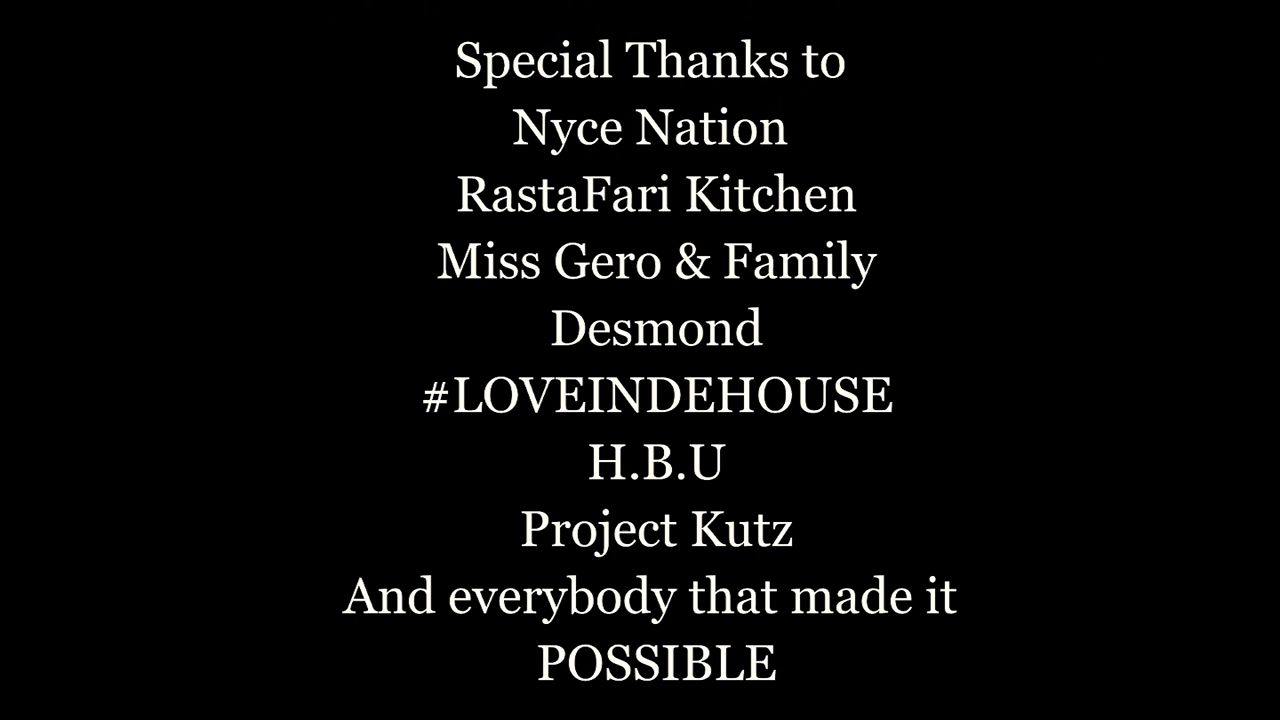 Special Thanks to
Nyce Nation
RastaFari Kitchen
Miss Gero & Family
Desmond
#LOVEINDEHOUSE
H.B.U
Project Kutz
And everybody that made it
POSSIBLE